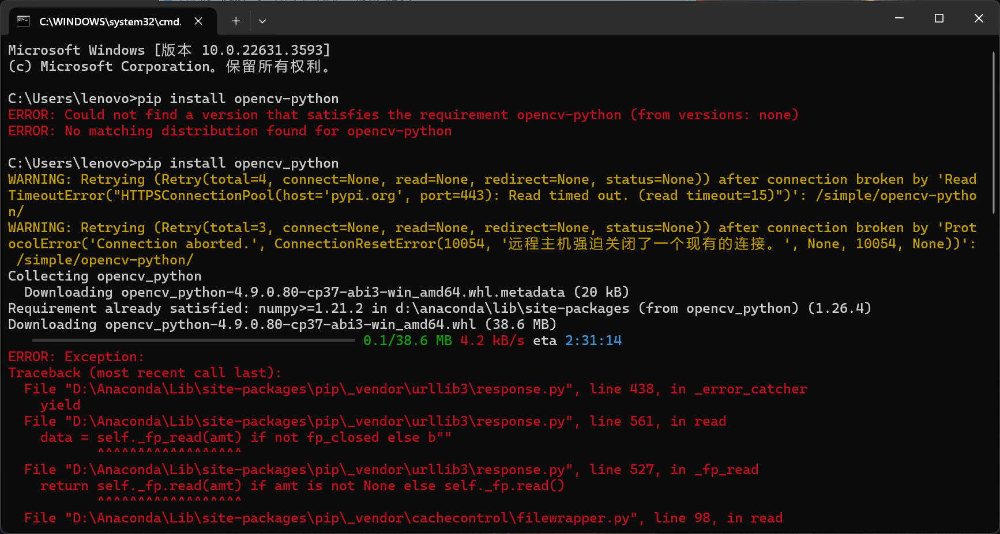 C:\WINDOWS\system32\cmd.
Microsoft Windows [版本 10.0.22631.3593]
(c) Microsoft Corporation。保留所有权利。
C:\Users\lenovo>pip install opencv-python
ERROR: Could not find a version that satisfies the requirement opencv-python (from versions: none)
ERROR: No matching distribution found for opencv-python
C:\Users\lenovo>pip install opencv_python
WARNING: Retrying (Retry(total=4, connect=None, read=None, redirect=None, status=None)) after connection broken by 'Read
TimeoutError("HTTPSConnectionPool(host='pypi.org', port=443): Read timed out. (read timeout=15)")': /simple/opencv-pytho
n/
WARNING: Retrying (Retry(total=3, connect=None, read=None, redirect=None, status=None)) after connection broken by 'Prot
ocolError('Connection aborted.', ConnectionResetError(10054, '远程主机强迫关闭了一个现有的连接。', None, 10054, None))':
/simple/opencv-python/
Collecting opencv_python
Downloading opencv_python-4.9.0.80-cp37-abi3-win_amd64.whl.metadata (20 kB)
Requirement already satisfied: numpy>=1.21.2 in d:\anaconda\lib\site-packages (from opencv_python) (1.26.4)
Downloading opencv_python-4.9.0.80-cp37-abi3-win_amd64.whl (38.6 MB)
0.1/38.6 MB 4.2 kB/s eta 2:31:14
ERROR: Exception:
Traceback (most recent call last):
File "D:\Anaconda\Lib\site-packages\pip\_vendor\urllib3\response.py", line 438, in _error_catcher
yield
File "D:\Anaconda\Lib\site-packages\pip\_vendor\urllib3\response.py", line 561, in read
data = self._fp_read(amt) if not fp_closed else b""
^^^^^^^^^^^^^^^^^^
File "D:\Anaconda\Lib\site-packages\pip\_vendor\urllib3\response.py", line 527, in _fp_read
return self._fp.read(amt) if amt is not None else self._fp.read()
^^^^^^^^^^^^^^^^^^
File "D:\Anaconda\Lib\site-packages\pip\_vendor\cachecontrol\filewrapper.py", line 98, in read